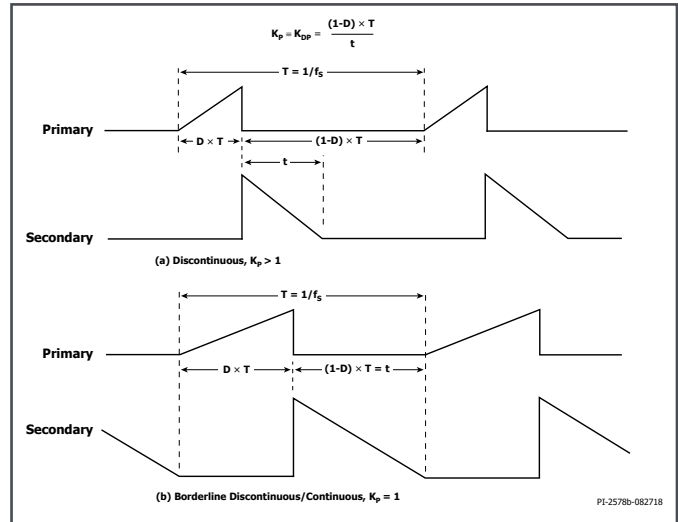 K_P = K_DP = (1-D) × T / t
T = 1/f_S
Primary
D × T
(1-D) × T
t
Secondary
(a) Discontinuous, K_P > 1
T = 1/f_S
Primary
D × T
(1-D) × T = t
Secondary
(b) Borderline Discontinuous/Continuous, K_P = 1
PI-2578b-082718